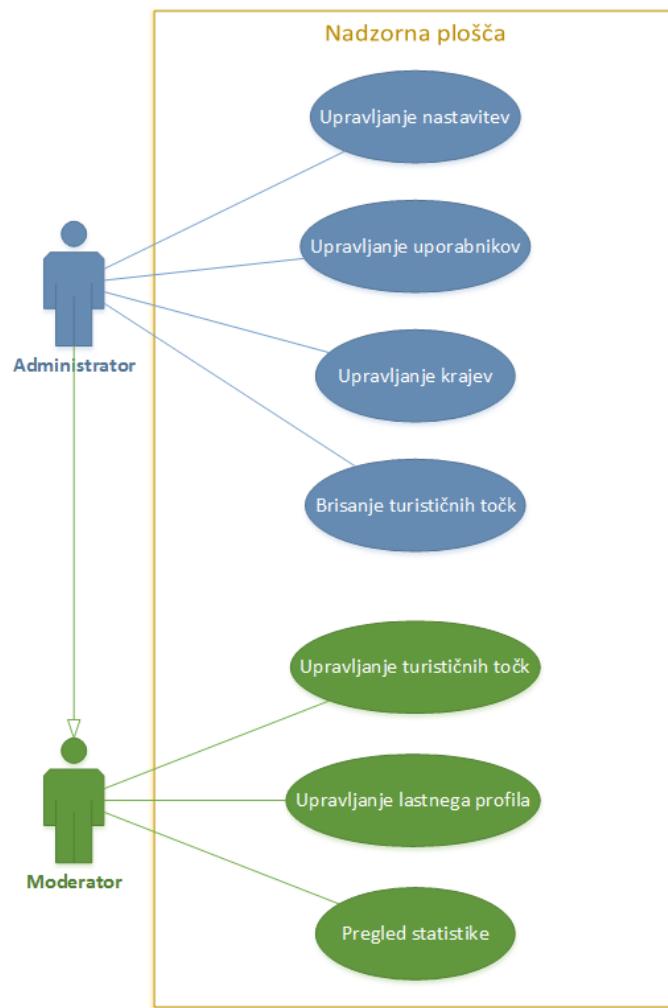 Nadzorna plošča
Upravljanje nastavitev
Upravljanje uporabnikov
Administrator
Upravljanje krajev
Brisanje turističnih točk
Upravljanje turističnih točk
Upravljanje lastnega profila
Moderator
Pregled statistike